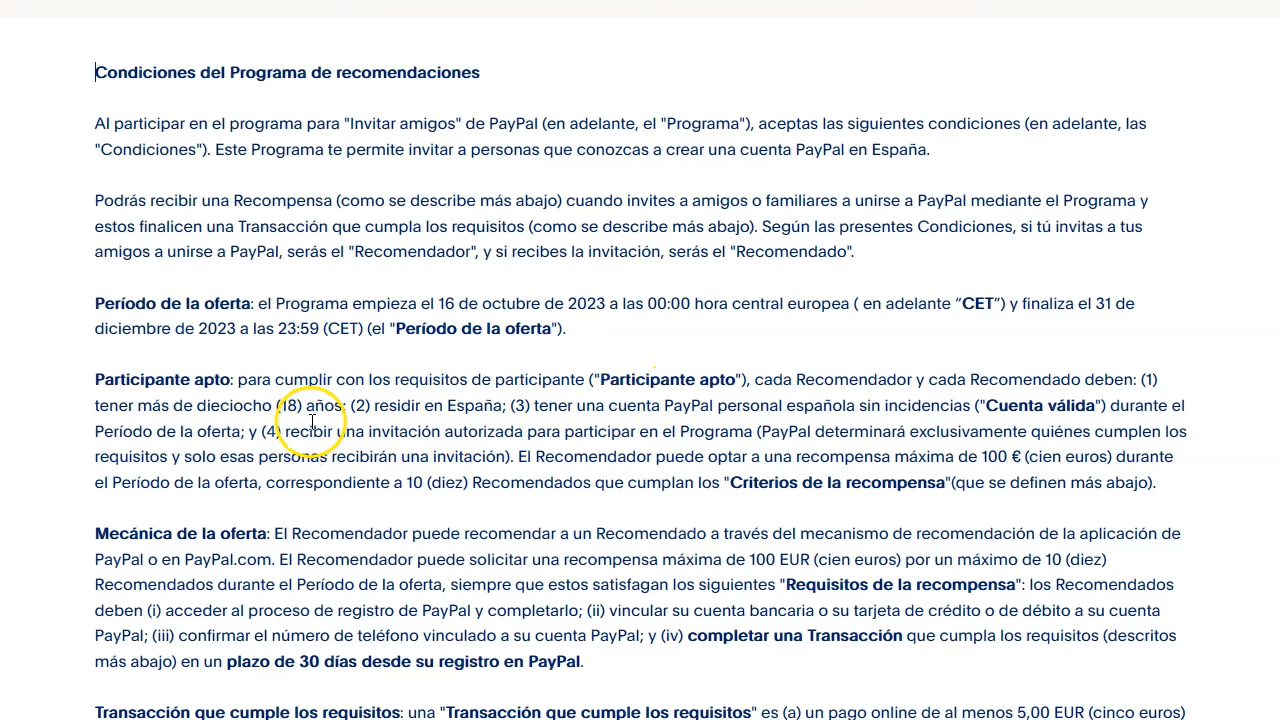 Condiciones del Programa de recomendaciones
Al participar en el programa para "Invitar amigos" de PayPal (en adelante, el "Programa"), aceptas las siguientes condiciones (en adelante, las
"Condiciones"). Este Programa te permite invitar a personas que conozcas a crear una cuenta PayPal en España.
Podrás recibir una Recompensa (como se describe más abajo) cuando invites a amigos o familiares a unirse a PayPal mediante el Programa y
estos finalicen una Transacción que cumpla los requisitos (como se describe más abajo). Según las presentes Condiciones, si tú invitas a tus
amigos a unirse a PayPal, serás el "Recomendador", y si recibes la invitación, serás el "Recomendado".
Período de la oferta: el Programa empieza el 16 de octubre de 2023 a las 00:00 hora central europea ( en adelante “CET”) y finaliza el 31 de
diciembre de 2023 a las 23:59 (CET) (el "Período de la oferta").
Participante apto: para cumplir con los requisitos de participante ("Participante apto"), cada Recomendador y cada Recomendado deben: (1)
tener más de dieciocho (18) años; (2) residir en España; (3) tener una cuenta PayPal personal española sin incidencias ("Cuenta válida") durante el
Período de la oferta; y (4) recibir una invitación autorizada para participar en el Programa (PayPal determinará exclusivamente quiénes cumplen los
requisitos y solo esas personas recibirán una invitación). El Recomendador puede optar a una recompensa máxima de 100 € (cien euros) durante
el Período de la oferta, correspondiente a 10 (diez) Recomendados que cumplan los "Criterios de la recompensa"(que se definen más abajo).
Mecánica de la oferta: El Recomendador puede recomendar a un Recomendado a través del mecanismo de recomendación de la aplicación de
PayPal o en PayPal.com. El Recomendador puede solicitar una recompensa máxima de 100 EUR (cien euros) por un máximo de 10 (diez)
Recomendados durante el Período de la oferta, siempre que estos satisfagan los siguientes "Requisitos de la recompensa": los Recomendados
deben (i) acceder al proceso de registro de PayPal y completarlo; (ii) vincular su cuenta bancaria o su tarjeta de crédito o de débito a su cuenta
PayPal; (iii) confirmar el número de teléfono vinculado a su cuenta PayPal; y (iv) completar una Transacción que cumpla los requisitos (descritos
más abajo) en un plazo de 30 días desde su registro en PayPal.
Transacción que cumple los requisitos: una "Transacción que cumple los requisitos" es (a) un pago online de al menos 5,00 EUR (cinco euros)